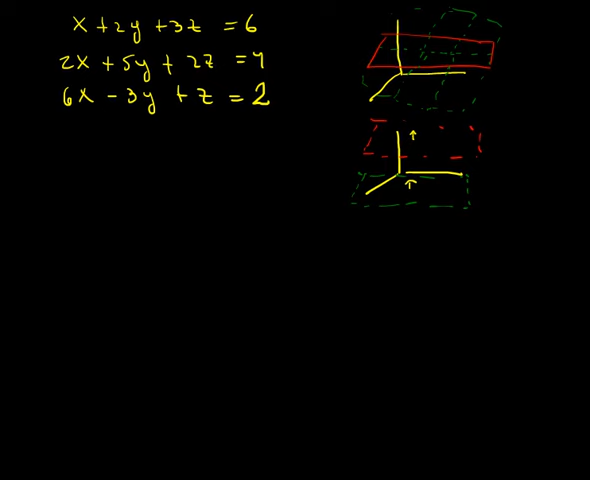 x + 2y + 3z = 6
2x + 5y + 2z = 4
6x - 3y + z = 2